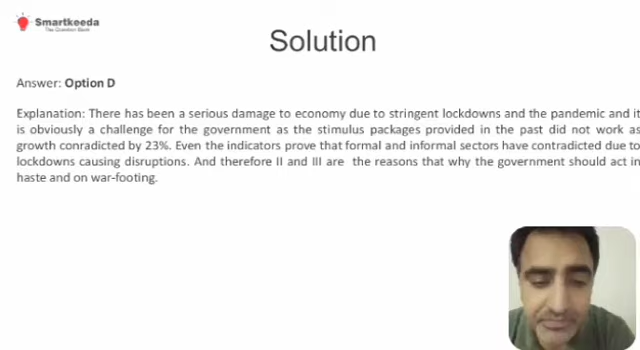 Smartkeeda
The Question Bank
Solution
Answer: Option D
Explanation: There has been a serious damage to economy due to stringent lockdowns and the pandemic and it
is obviously a challenge for the government as the stimulus packages provided in the past did not work as
growth conradicted by 23%. Even the indicators prove that formal and informal sectors have contradicted due to
lockdowns causing disruptions. And therefore II and III are the reasons that why the government should act in
haste and on war-footing.